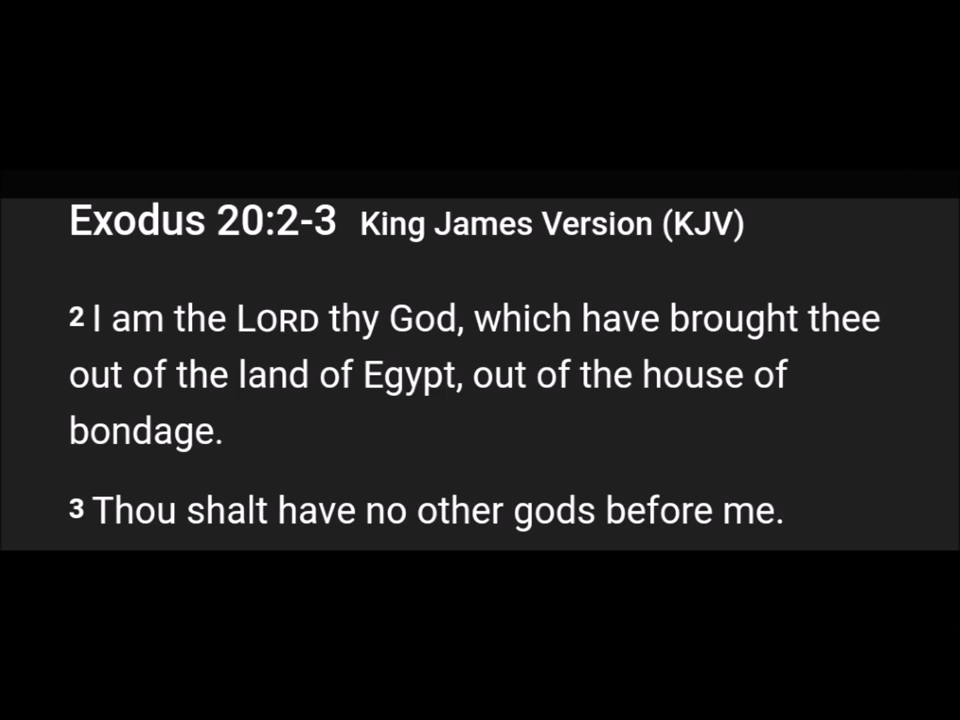 Exodus 20:2-3 King James Version (KJV)
2 I am the LORD thy God, which have brought thee
out of the land of Egypt, out of the house of
bondage.
3 Thou shalt have no other gods before me.